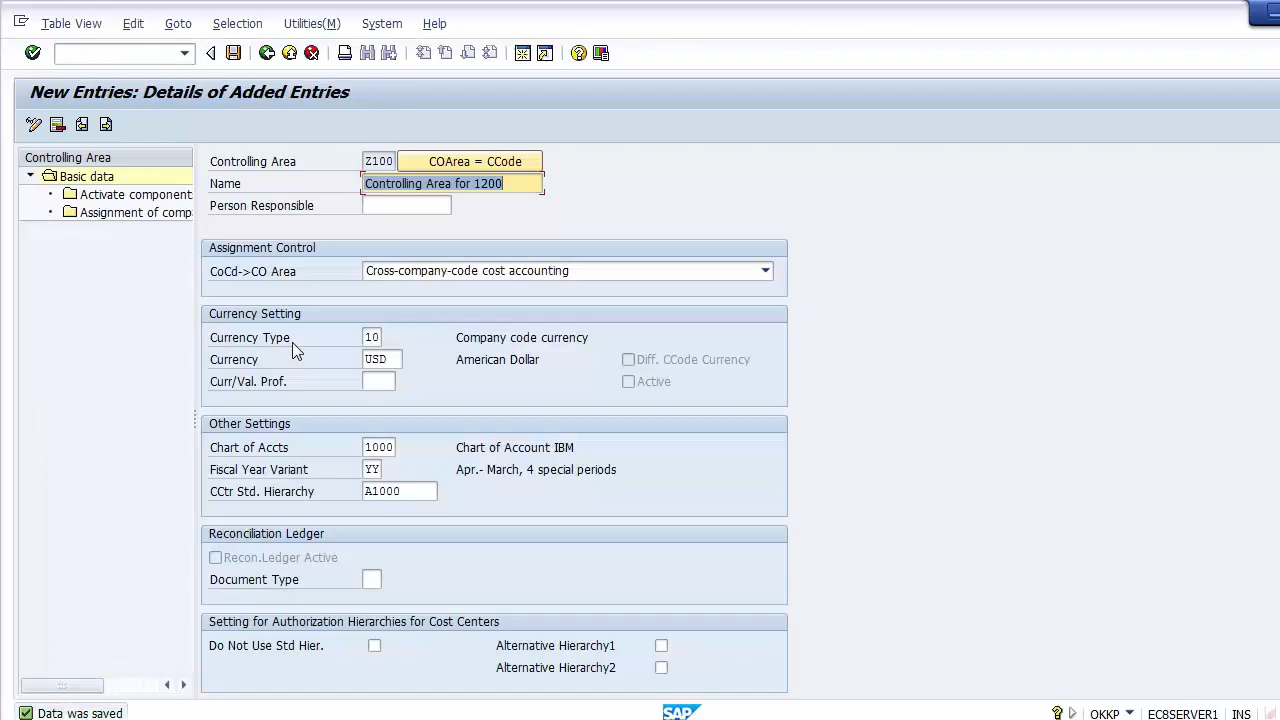 Table View Edit Goto Selection Utilities(M) System Help
New Entries: Details of Added Entries
Controlling Area
Basic data
Activate component
Assignment of comp
Controlling Area Z100 COArea = CCode
Name Controlling Area for 1200
Person Responsible
Assignment Control
CoCd->CO Area Cross-company-code cost accounting
Currency Setting
Currency Type 10 Company code currency
Currency USD American Dollar Diff. CCode Currency
Curr/Val. Prof. Active
Other Settings
Chart of Accts 1000 Chart of Account IBM
Fiscal Year Variant YY Apr.- March, 4 special periods
CCtr Std. Hierarchy A1000
Reconciliation Ledger
Recon.Ledger Active
Document Type
Setting for Authorization Hierarchies for Cost Centers
Do Not Use Std Hier. Alternative Hierarchy1
Alternative Hierarchy2
Data was saved SAP OKKP EC8SERVER1 INS